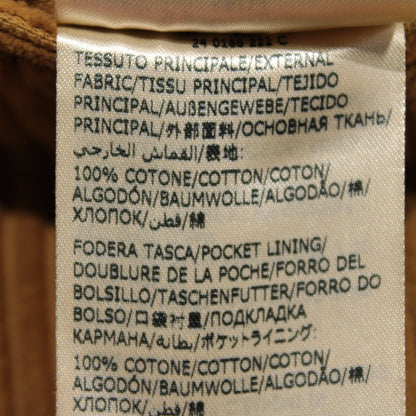 24 0166 222 C
TESSUTO PRINCIPALE/EXTERNAL
FABRIC/TISSU PRINCIPAL/TEJIDO
PRINCIPAL/AUßENGEWEBE/TECIDO
PRINCIPAL/外部面料/ОСНОВНАЯ ТКАНЬ/
القماش الخارجي/表地:
100% COTONE/COTTON/COTON/
ALGODÓN/BAUMWOLLE/ALGODÃO/棉/
ХЛОПОК/قطن/綿
FODERA TASCA/POCKET LINING/
DOUBLURE DE LA POCHE/FORRO DEL
BOLSILLO/TASCHENFUTTER/FORRO DO
BOLSO/口袋衬里/ПОДКЛАДКА
КАРМАНА/بطانة/ポケットライニング:
100% COTONE/COTTON/COTON/
ALGODÓN/BAUMWOLLE/ALGODÃO/棉/
ХЛОПОК/قطن/綿